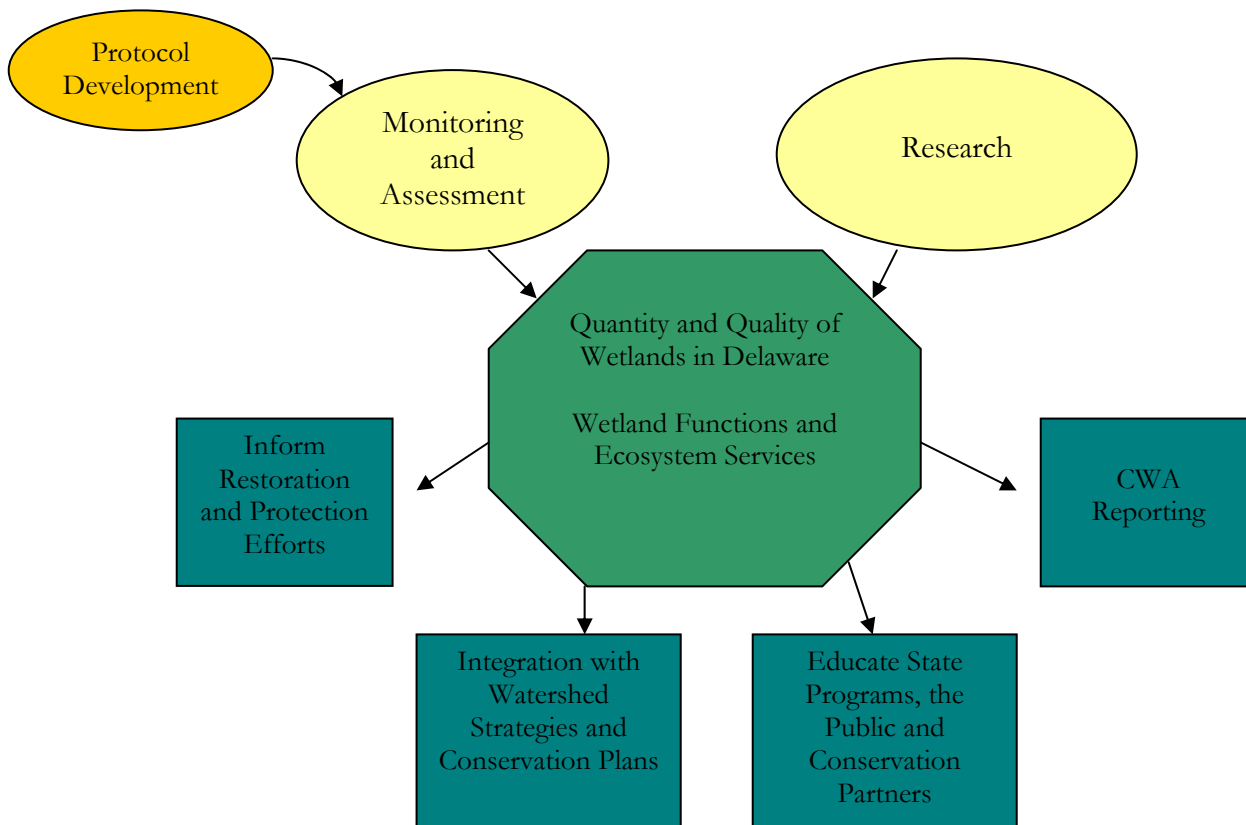 Protocol
Development
Monitoring
and
Assessment
Research
Quantity and Quality of
Wetlands in Delaware
Wetland Functions and
Ecosystem Services
Inform
Restoration
and Protection
Efforts
CWA
Reporting
Integration with
Watershed
Strategies and
Conservation Plans
Educate State
Programs, the
Public and
Conservation
Partners